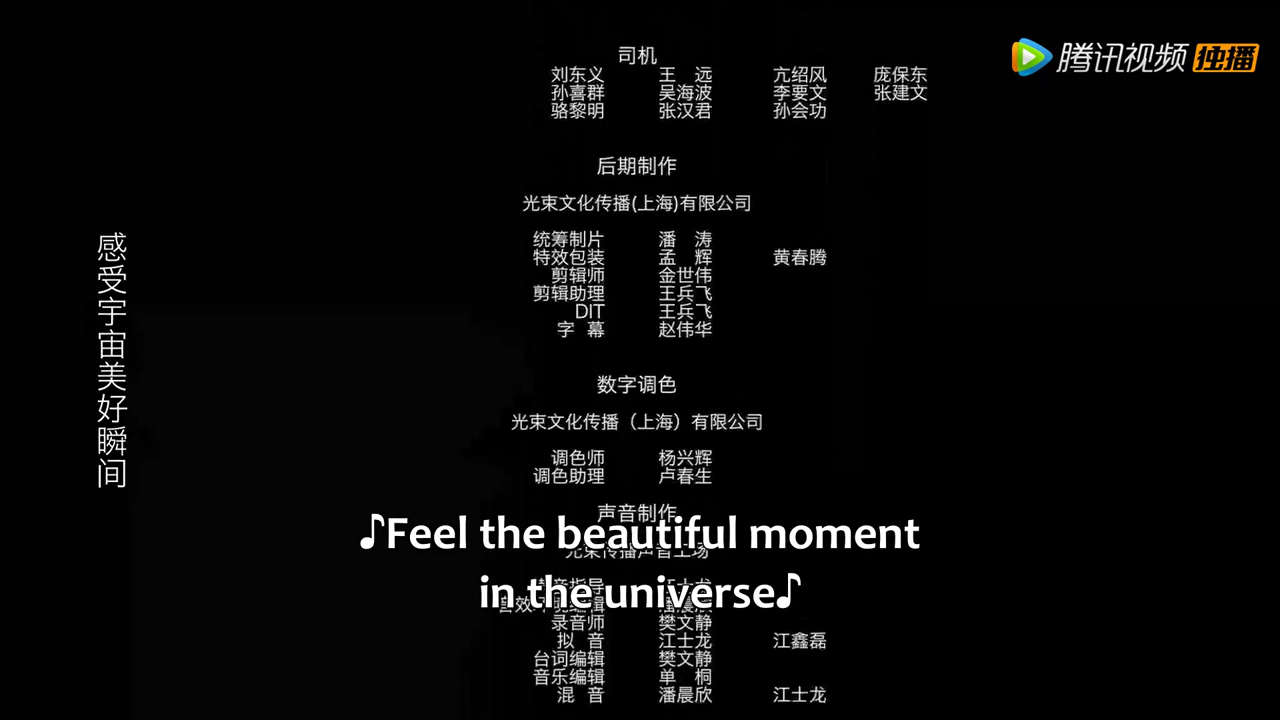 腾讯视频 独播
司机
刘东义 王 远 亢绍风 庞保东
孙喜群 吴海波 李要文 张建文
骆黎明 张汉君 孙会功
后期制作
光束文化传播(上海)有限公司
统筹制片 潘 涛
特效包装 孟 辉 黄春腾
剪辑师 金世伟
剪辑助理 王兵飞
DIT 王兵飞
字 幕 赵伟华
数字调色
光束文化传播（上海）有限公司
调色师 杨兴辉
调色助理 卢春生
声音制作
♪Feel the beautiful moment
in the universe♪
录音师 樊文静
拟 音 江士龙 江鑫磊
台词编辑 樊文静
音乐编辑 单 桐
混 音 潘晨欣 江士龙
感受宇宙美好瞬间